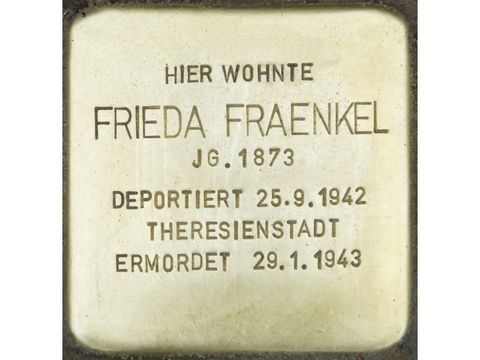 HIER WOHNTE
FRIEDA FRAENKEL
JG. 1873
DEPORTIERT 25.9.1942
THERESIENSTADT
ERMORDET 29.1.1943